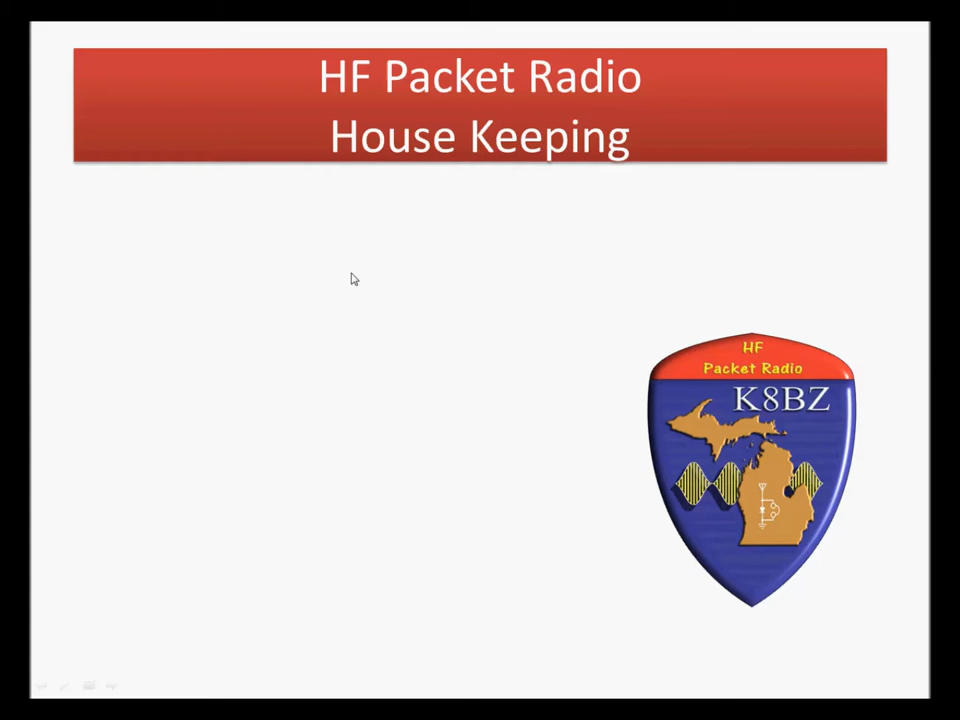 HF Packet Radio
House Keeping
HF
Packet Radio
K8BZ